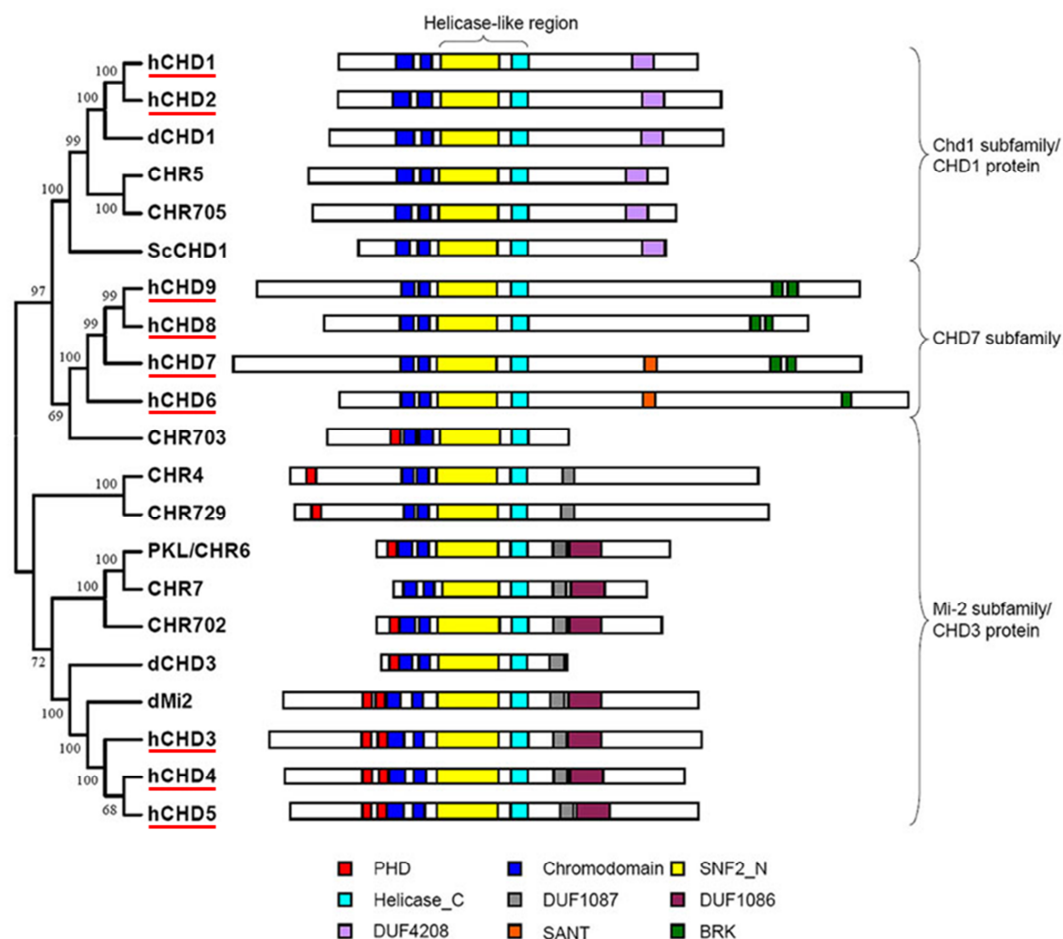 Helicase-like region
hCHD1
hCHD2
dCHD1
CHR5
CHR705
ScCHD1
hCHD9
hCHD8
hCHD7
hCHD6
CHR703
CHR4
CHR729
PKL/CHR6
CHR7
CHR702
dCHD3
dMi2
hCHD3
hCHD4
hCHD5
100
100
99
100
100
97
99
99
100
69
100
100
100
72
100
100
100
68
Chd1 subfamily/
CHD1 protein
CHD7 subfamily
Mi-2 subfamily/
CHD3 protein
PHD
Chromodomain
SNF2_N
Helicase_C
DUF1087
DUF1086
DUF4208
SANT
BRK